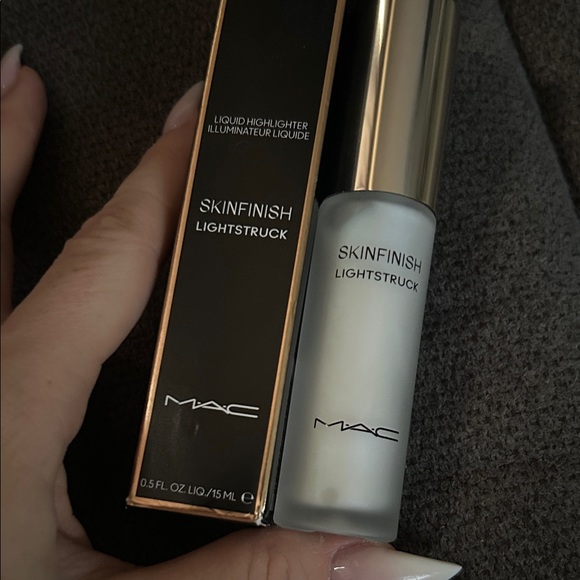 LIQUID HIGHLIGHTER
ILLUMINATEUR LIQUIDE
SKINFINISH
LIGHTSTRUCK
M·A·C
0.5 FL. OZ. LIQ./15 ML ℮
SKINFINISH
LIGHTSTRUCK
M·A·C